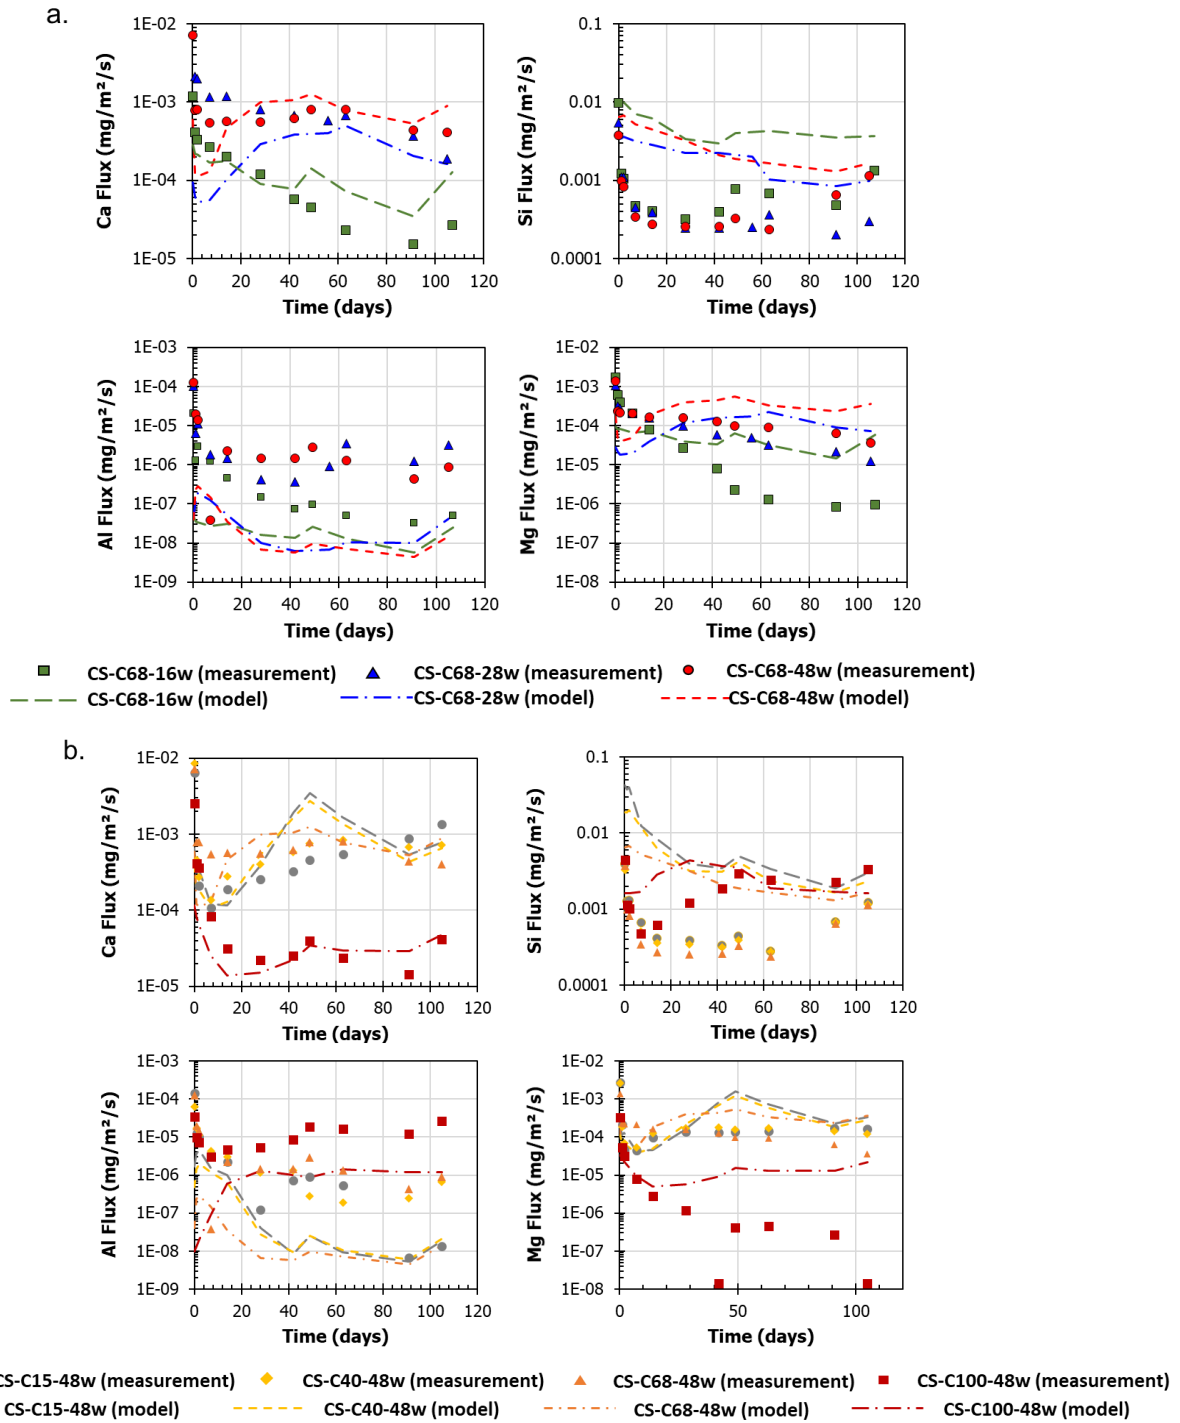 a.
1E-02
1E-03
1E-04
1E-05
Ca Flux (mg/m²/s)
0 20 40 60 80 100 120
Time (days)
0.1
0.01
0.001
0.0001
Si Flux (mg/m²/s)
0 20 40 60 80 100 120
Time (days)
1E-03
1E-04
1E-05
1E-06
1E-07
1E-08
1E-09
Al Flux (mg/m²/s)
0 20 40 60 80 100 120
Time (days)
1E-02
1E-03
1E-04
1E-05
1E-06
1E-07
1E-08
Mg Flux (mg/m²/s)
0 20 40 60 80 100 120
Time (days)
CS-C68-16w (measurement) CS-C68-28w (measurement) CS-C68-48w (measurement)
CS-C68-16w (model) CS-C68-28w (model) CS-C68-48w (model)
b.
1E-02
1E-03
1E-04
1E-05
Ca Flux (mg/m²/s)
0 20 40 60 80 100 120
Time (days)
0.1
0.01
0.001
0.0001
Si Flux (mg/m²/s)
0 20 40 60 80 100 120
Time (days)
1E-03
1E-04
1E-05
1E-06
1E-07
1E-08
1E-09
Al Flux (mg/m²/s)
0 20 40 60 80 100 120
Time (days)
1E-02
1E-03
1E-04
1E-05
1E-06
1E-07
1E-08
Mg Flux (mg/m²/s)
0 50 100
Time (days)
CS-C15-48w (measurement) CS-C40-48w (measurement) CS-C68-48w (measurement) CS-C100-48w (measurement)
CS-C15-48w (model) CS-C40-48w (model) CS-C68-48w (model) CS-C100-48w (model)